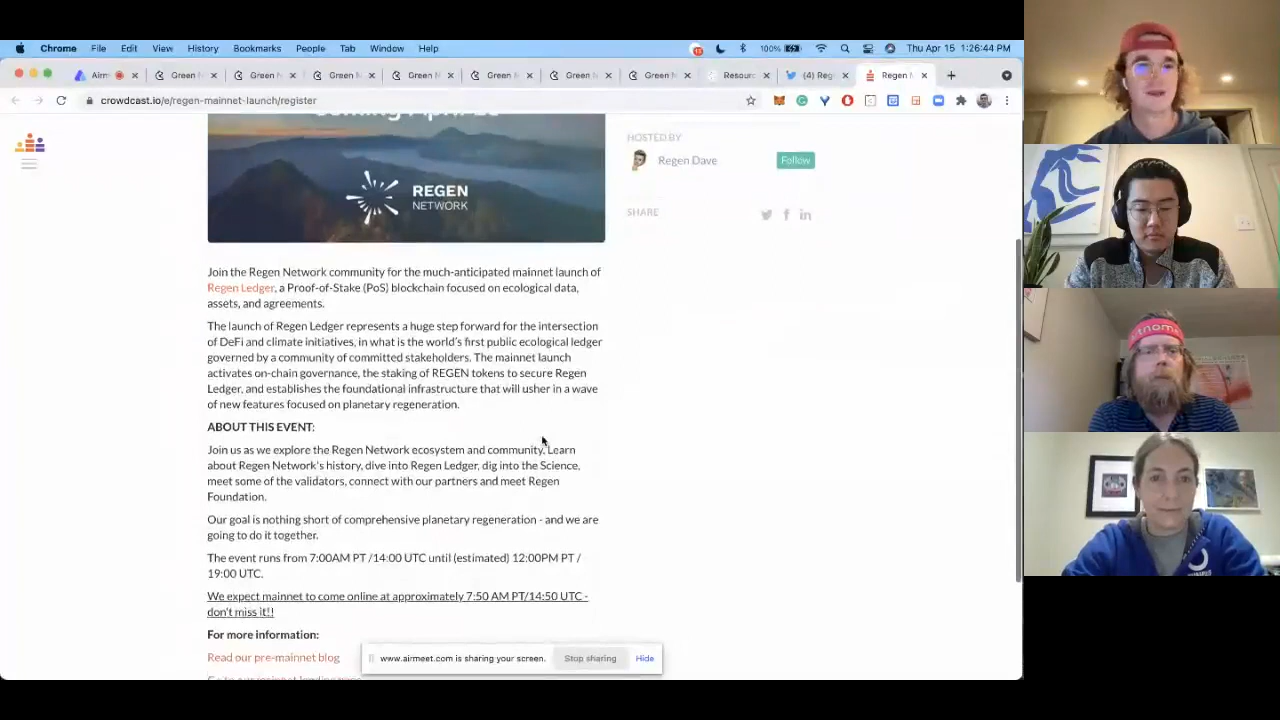 Chrome File Edit View History Bookmarks People Tab Window Help
100% Thu Apr 15 1:26:44 PM
Airm Green N Green N Green N Green N Green N Green N Green N Resourc (4) Reg Regen N
crowdcast.io/e/regen-mainnet-launch/register
HOSTED BY
Regen Dave Follow
SHARE
REGEN
NETWORK
Join the Regen Network community for the much-anticipated mainnet launch of
Regen Ledger, a Proof-of-Stake (PoS) blockchain focused on ecological data,
assets, and agreements.
The launch of Regen Ledger represents a huge step forward for the intersection
of DeFi and climate initiatives, in what is the world's first public ecological ledger
governed by a community of committed stakeholders. The mainnet launch
activates on-chain governance, the staking of REGEN tokens to secure Regen
Ledger, and establishes the foundational infrastructure that will usher in a wave
of new features focused on planetary regeneration.
ABOUT THIS EVENT:
Join us as we explore the Regen Network ecosystem and community. Learn
about Regen Network's history, dive into Regen Ledger, dig into the Science,
meet some of the validators, connect with our partners and meet Regen
Foundation.
Our goal is nothing short of comprehensive planetary regeneration - and we are
going to do it together.
The event runs from 7:00AM PT /14:00 UTC until (estimated) 12:00PM PT /
19:00 UTC.
We expect mainnet to come online at approximately 7:50 AM PT/14:50 UTC -
don't miss it!!
For more information:
Read our pre-mainnet blog
www.airmeet.com is sharing your screen. Stop sharing Hide